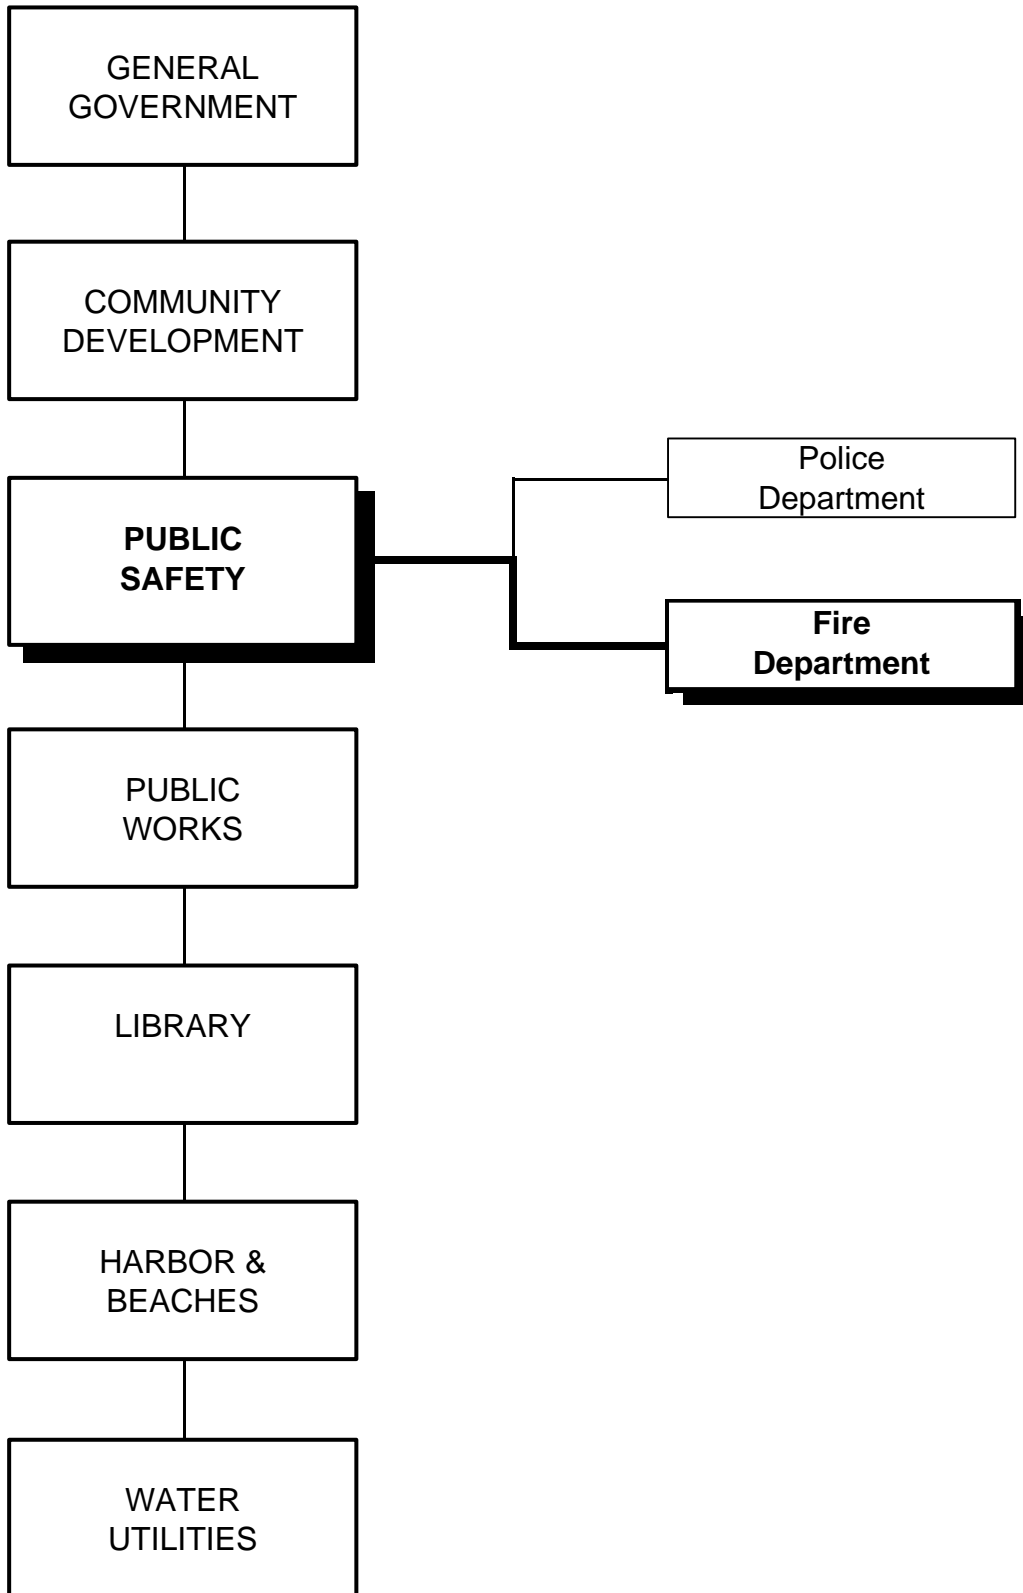 GENERAL
GOVERNMENT
COMMUNITY
DEVELOPMENT
PUBLIC
SAFETY
Police
Department
Fire
Department
PUBLIC
WORKS
LIBRARY
HARBOR &
BEACHES
WATER
UTILITIES